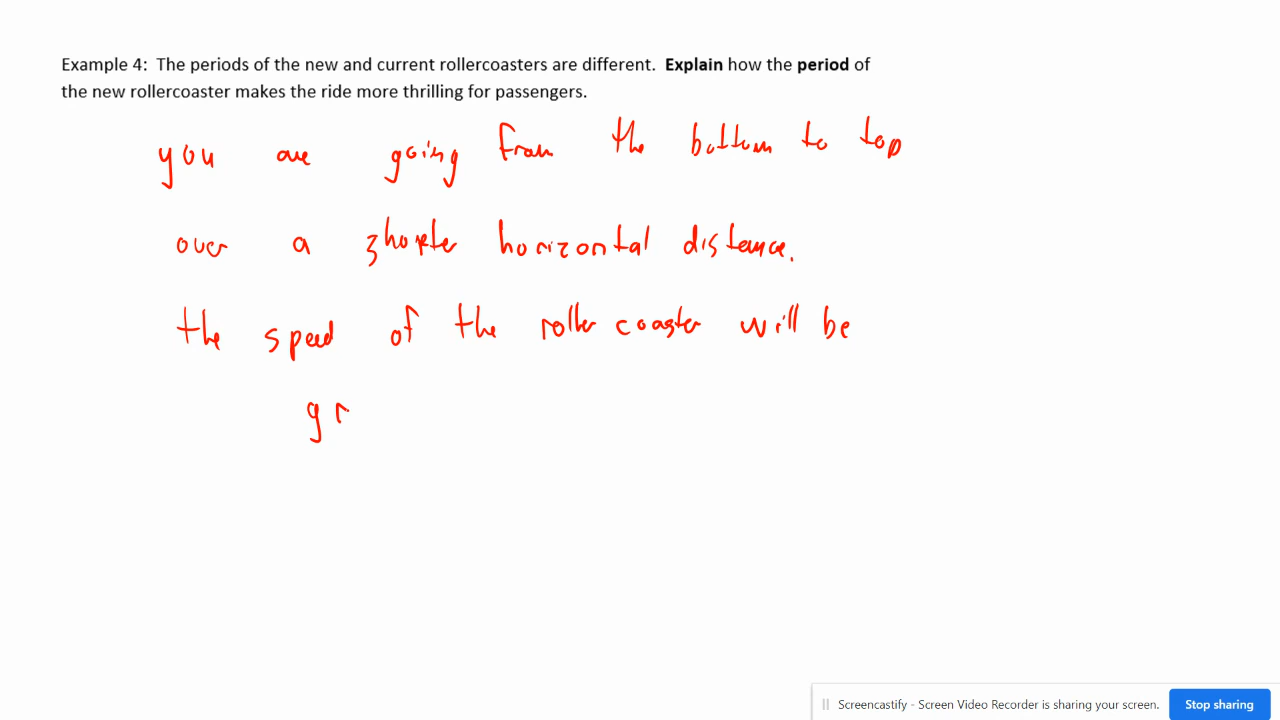 Example 4: The periods of the new and current rollercoasters are different. Explain how the period of
the new rollercoaster makes the ride more thrilling for passengers.
you are going from the bottom to top
over a shorter horizontal distance.
the speed of the roller coaster will be
gr
Screencastify - Screen Video Recorder is sharing your screen. Stop sharing